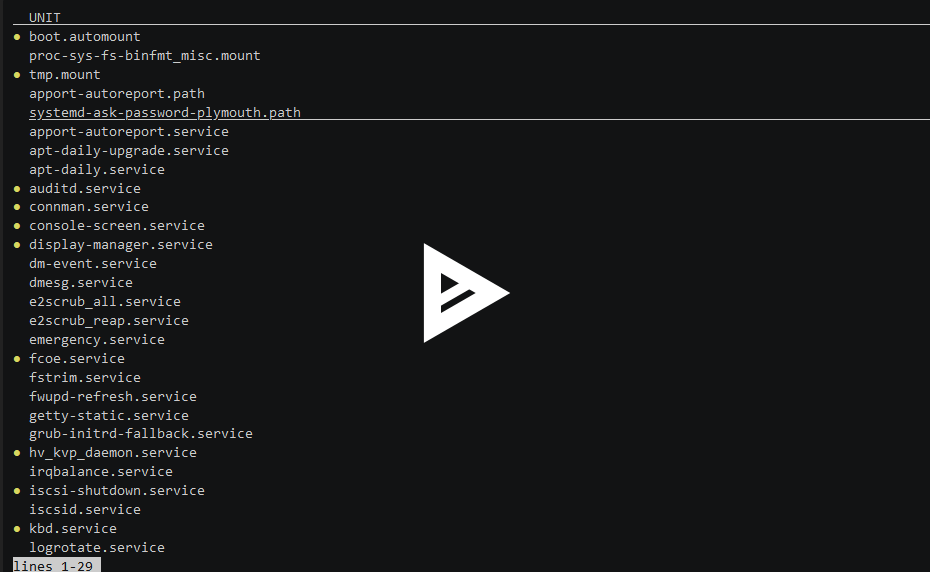 UNIT
● boot.automount
proc-sys-fs-binfmt_misc.mount
● tmp.mount
apport-autoreport.path
systemd-ask-password-plymouth.path
apport-autoreport.service
apt-daily-upgrade.service
apt-daily.service
● auditd.service
● connman.service
● console-screen.service
● display-manager.service
dm-event.service
dmesg.service
e2scrub_all.service
e2scrub_reap.service
emergency.service
● fcoe.service
fstrim.service
fwupd-refresh.service
getty-static.service
grub-initrd-fallback.service
● hv_kvp_daemon.service
irqbalance.service
● iscsi-shutdown.service
iscsid.service
● kbd.service
logrotate.service
lines 1-29